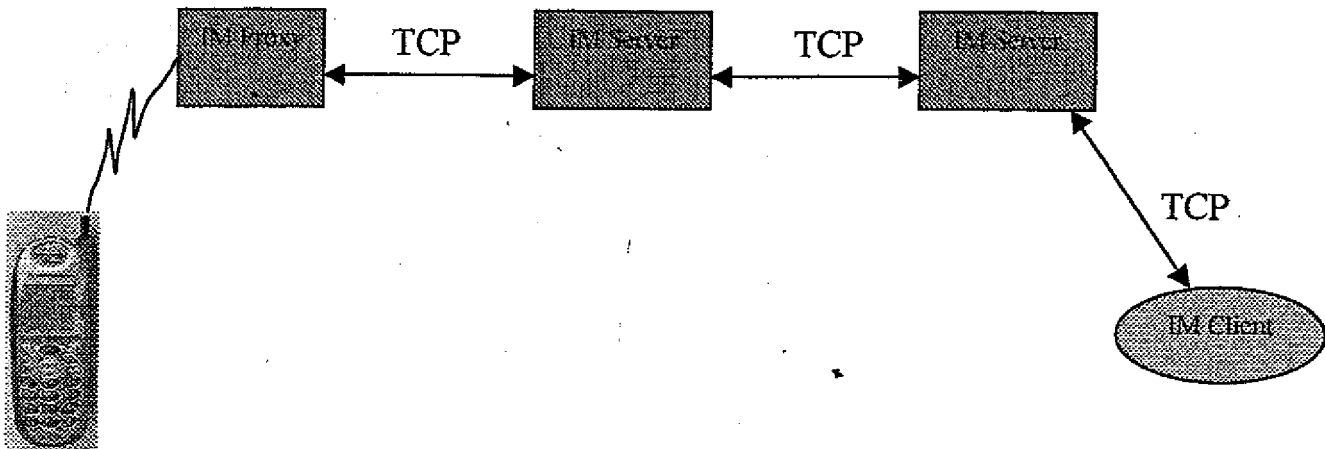 IM Proxy
TCP
IM Server
TCP
IM Server
TCP
IM Client